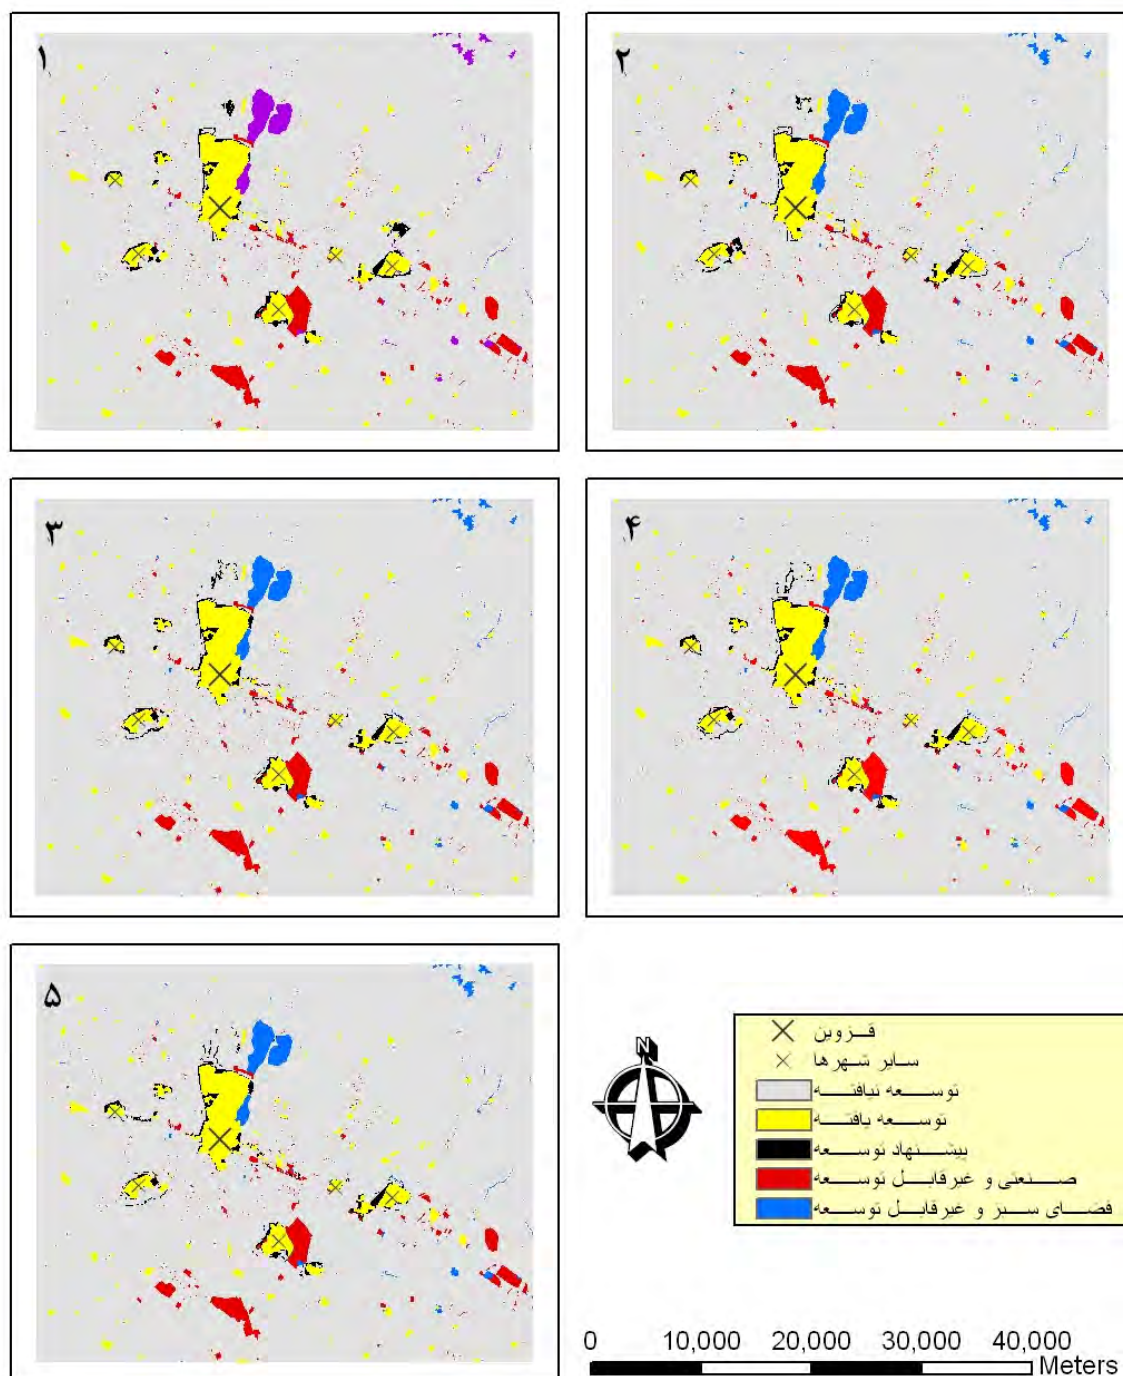 ۱
۲
۳
۴
۵
N
قزوین
سایر شهرها
توسعه نیافته
توسعه یافته
پیشنهاد توسعه
صنعتی و غیرقابل توسعه
فضای سبز و غیرقابل توسعه
0 10,000 20,000 30,000 40,000
Meters